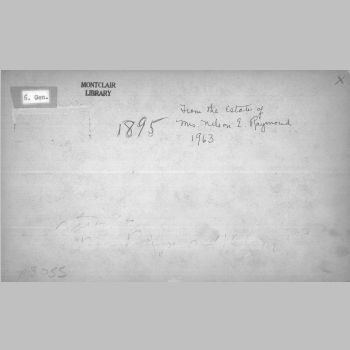 S. Gen.
MONTCLAIR
LIBRARY
X
1895
From the Estate of
Mrs. Nelson E. Raymond
1963